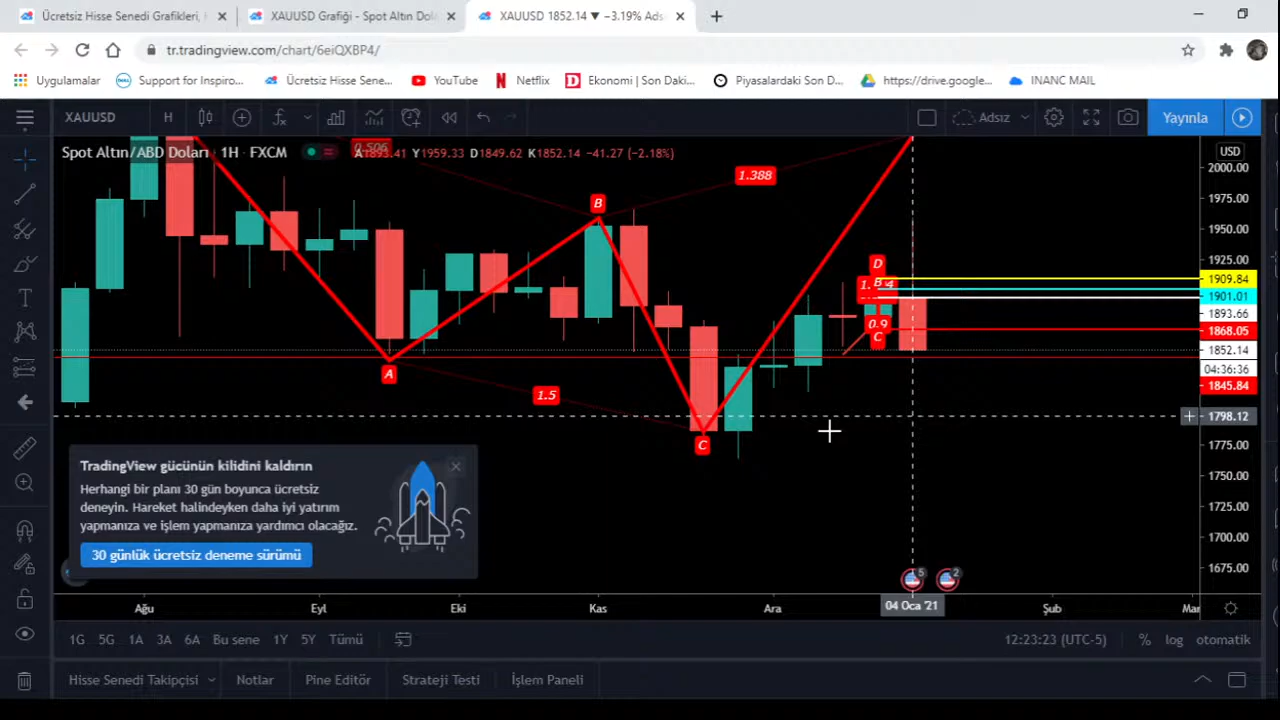 Ücretsiz Hisse Senedi Grafikleri,
XAUUSD Grafiği - Spot Altın Dol
XAUUSD 1852.14 ▼ −3.19% Ads
tr.tradingview.com/chart/6eiQXBP4/
Uygulamalar
Support for Inspiro...
Ücretsiz Hisse Sene...
YouTube
Netflix
Ekonomi | Son Daki...
Piyasalardaki Son D...
https://drive.google...
INANC MAIL
XAUUSD
H
Adsız
Yayınla
Spot Altın/ABD Doları · 1H · FXCM
A1893.41 Y1959.33 D1849.62 K1852.14 −41.27 (−2.18%)
0.506
USD
2000.00
1.388
1975.00
B
1950.00
1925.00
D
1909.84
B
1901.01
1893.66
0.9
C
1868.05
1852.14
04:36:36
A
1845.84
1.5
1798.12
C
1775.00
1750.00
1725.00
1700.00
1675.00
TradingView gücünün kilidini kaldırın
Herhangi bir planı 30 gün boyunca ücretsiz
deneyin. Hareket halindeyken daha iyi yatırım
yapmanıza ve işlem yapmanıza yardımcı olacağız.
30 günlük ücretsiz deneme sürümü
5
2
Ağu
Eyl
Eki
Kas
Ara
04 Oca '21
Şub
Mar
1G
5G
1A
3A
6A
Bu sene
1Y
5Y
Tümü
12:23:23 (UTC-5)
%
log
otomatik
Hisse Senedi Takipçisi
Notlar
Pine Editör
Strateji Testi
İşlem Paneli